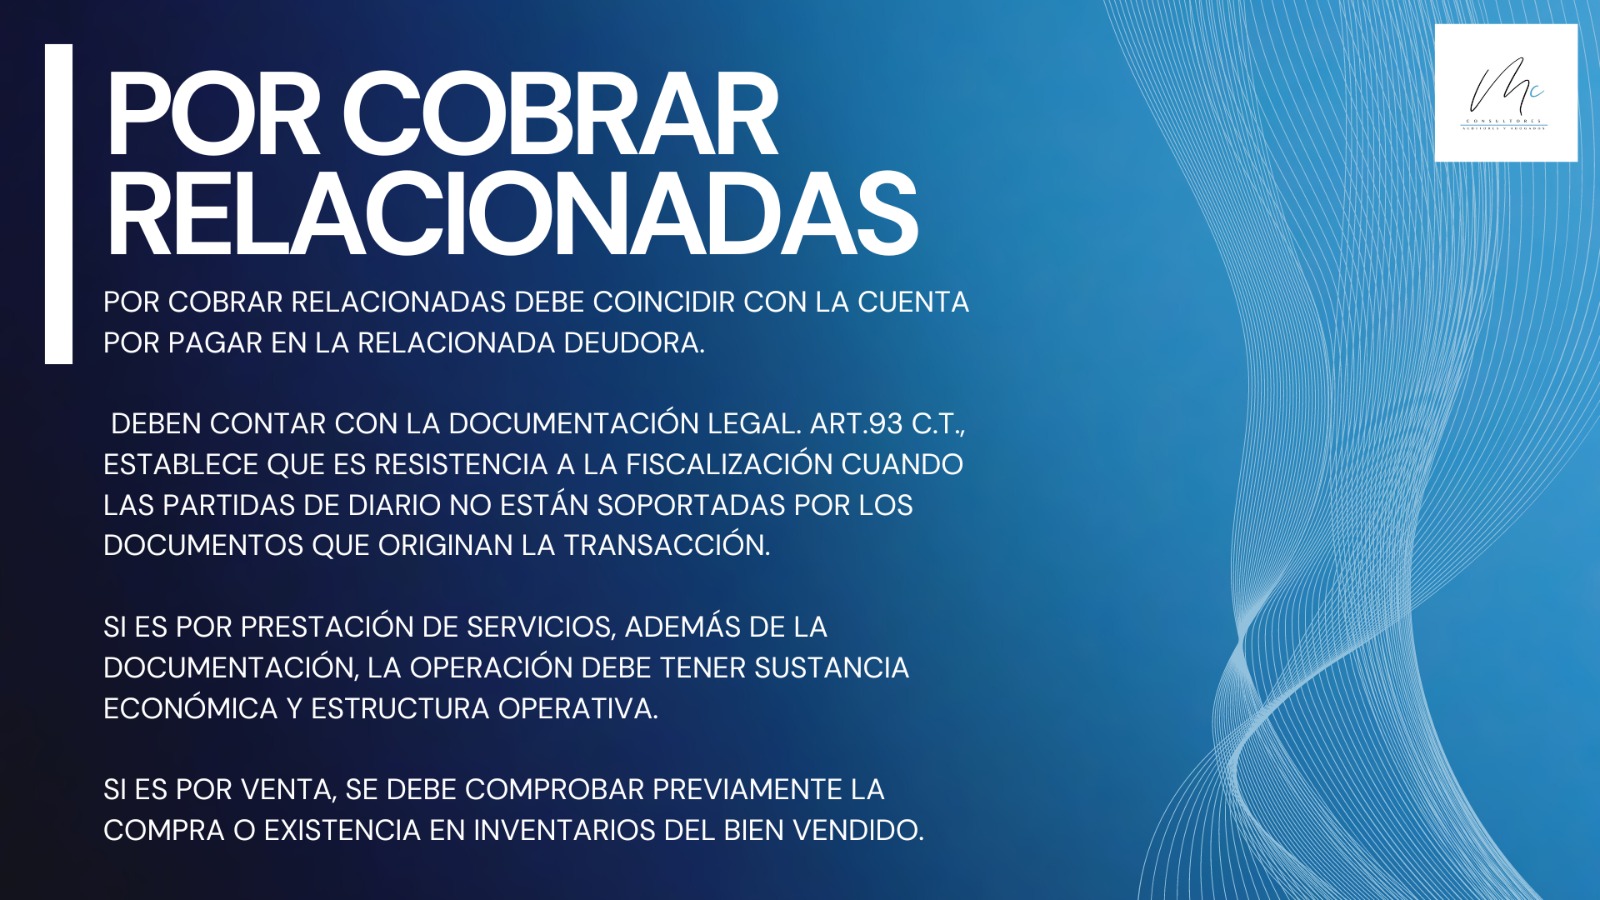 POR COBRAR
RELACIONADAS
POR COBRAR RELACIONADAS DEBE COINCIDIR CON LA CUENTA
POR PAGAR EN LA RELACIONADA DEUDORA.
DEBEN CONTAR CON LA DOCUMENTACIÓN LEGAL. ART.93 C.T.,
ESTABLECE QUE ES RESISTENCIA A LA FISCALIZACIÓN CUANDO
LAS PARTIDAS DE DIARIO NO ESTÁN SOPORTADAS POR LOS
DOCUMENTOS QUE ORIGINAN LA TRANSACCIÓN.
SI ES POR PRESTACIÓN DE SERVICIOS, ADEMÁS DE LA
DOCUMENTACIÓN, LA OPERACIÓN DEBE TENER SUSTANCIA
ECONÓMICA Y ESTRUCTURA OPERATIVA.
SI ES POR VENTA, SE DEBE COMPROBAR PREVIAMENTE LA
COMPRA O EXISTENCIA EN INVENTARIOS DEL BIEN VENDIDO.
Mc
CONSULTORES
AUDITORES Y ABOGADOS